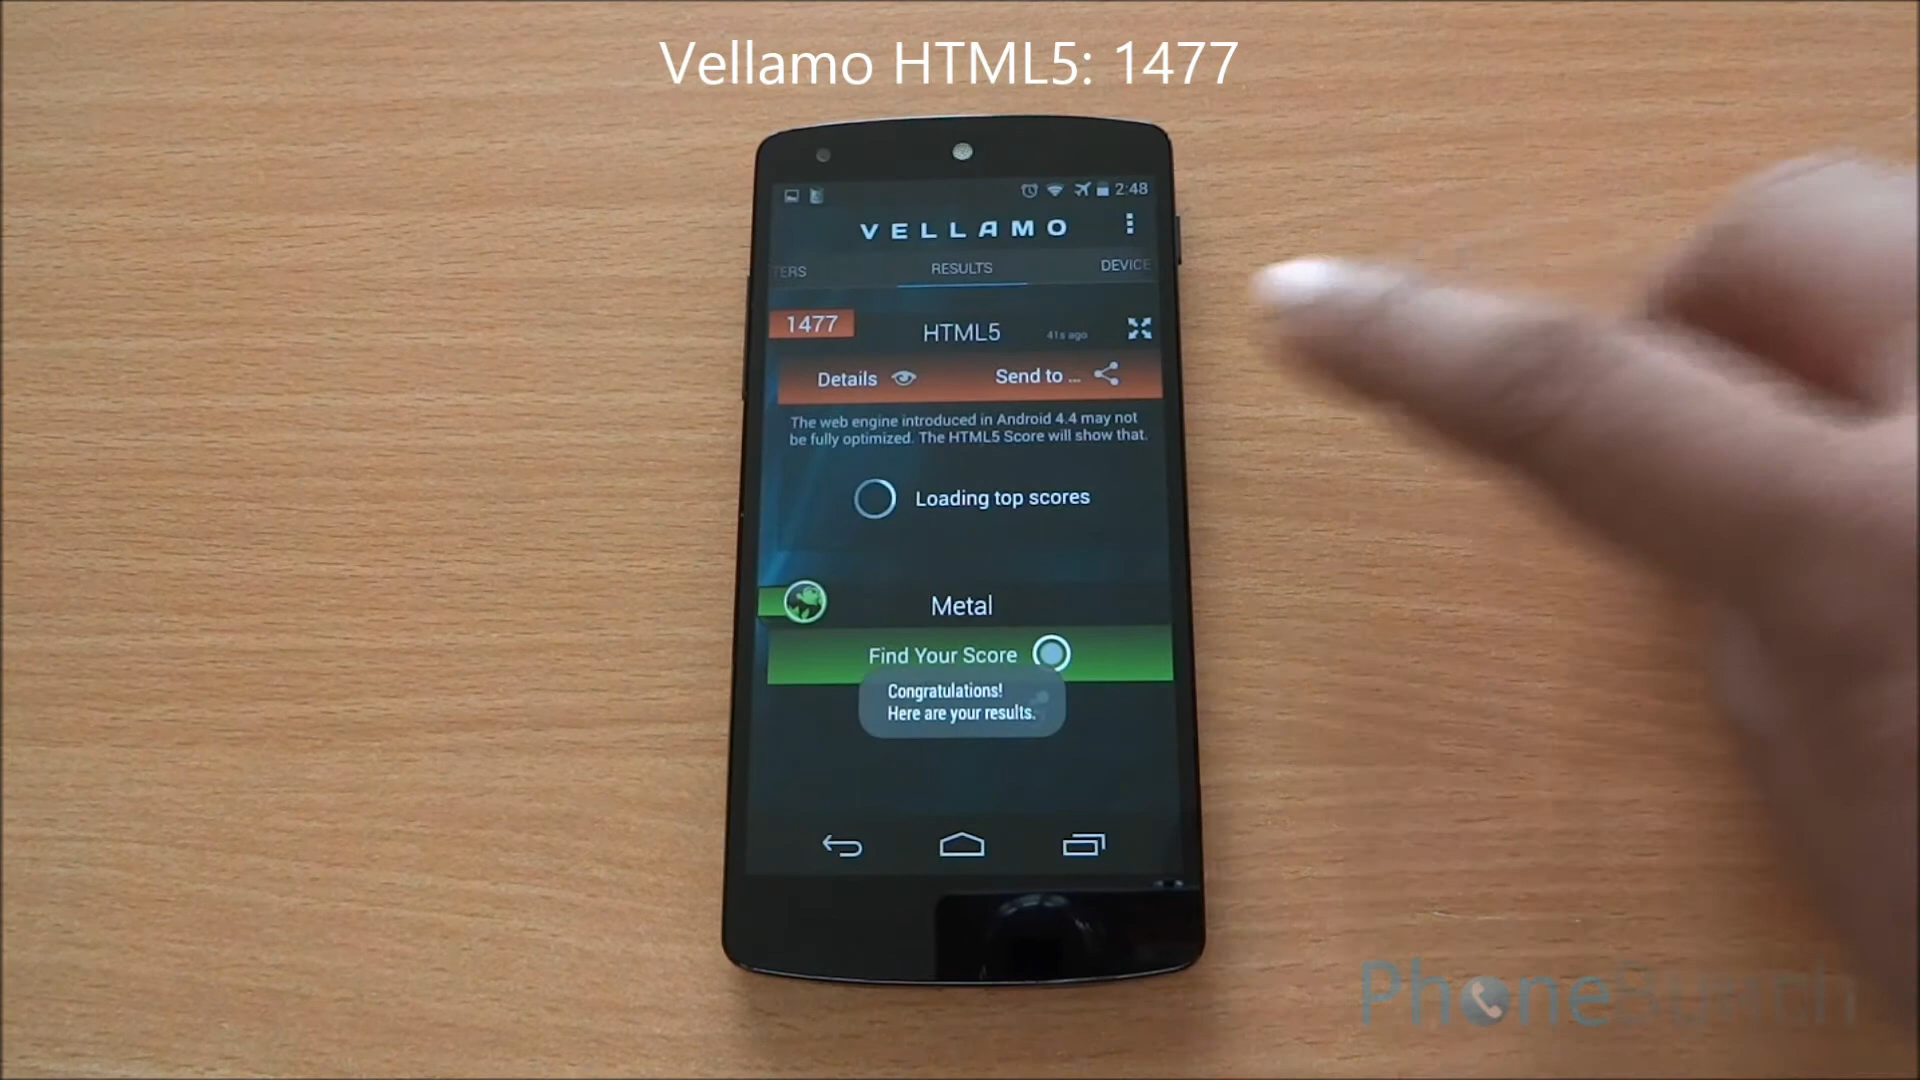 Vellamo HTML5: 1477
2:48
VELLAMO
TERS RESULTS DEVICE
1477 HTML5 41s ago
Details Send to ...
The web engine introduced in Android 4.4 may not
be fully optimized. The HTML5 Score will show that.
Loading top scores
Metal
Find Your Score
Congratulations!
Here are your results.
PhoneBunch